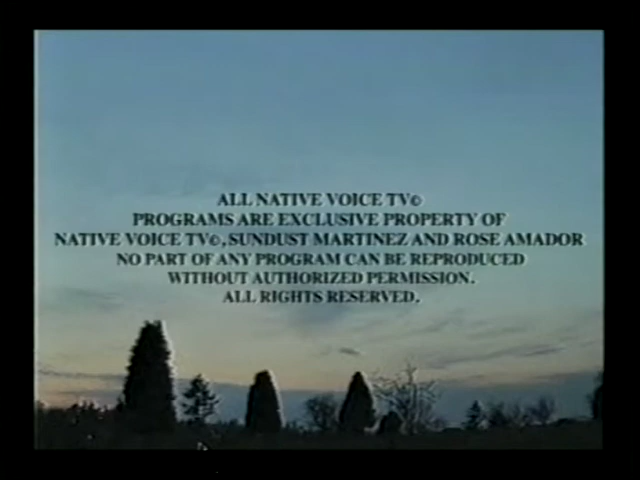 ALL NATIVE VOICE TV©
PROGRAMS ARE EXCLUSIVE PROPERTY OF
NATIVE VOICE TV©, SUNDUST MARTINEZ AND ROSE AMADOR
NO PART OF ANY PROGRAM CAN BE REPRODUCED
WITHOUT AUTHORIZED PERMISSION.
ALL RIGHTS RESERVED.